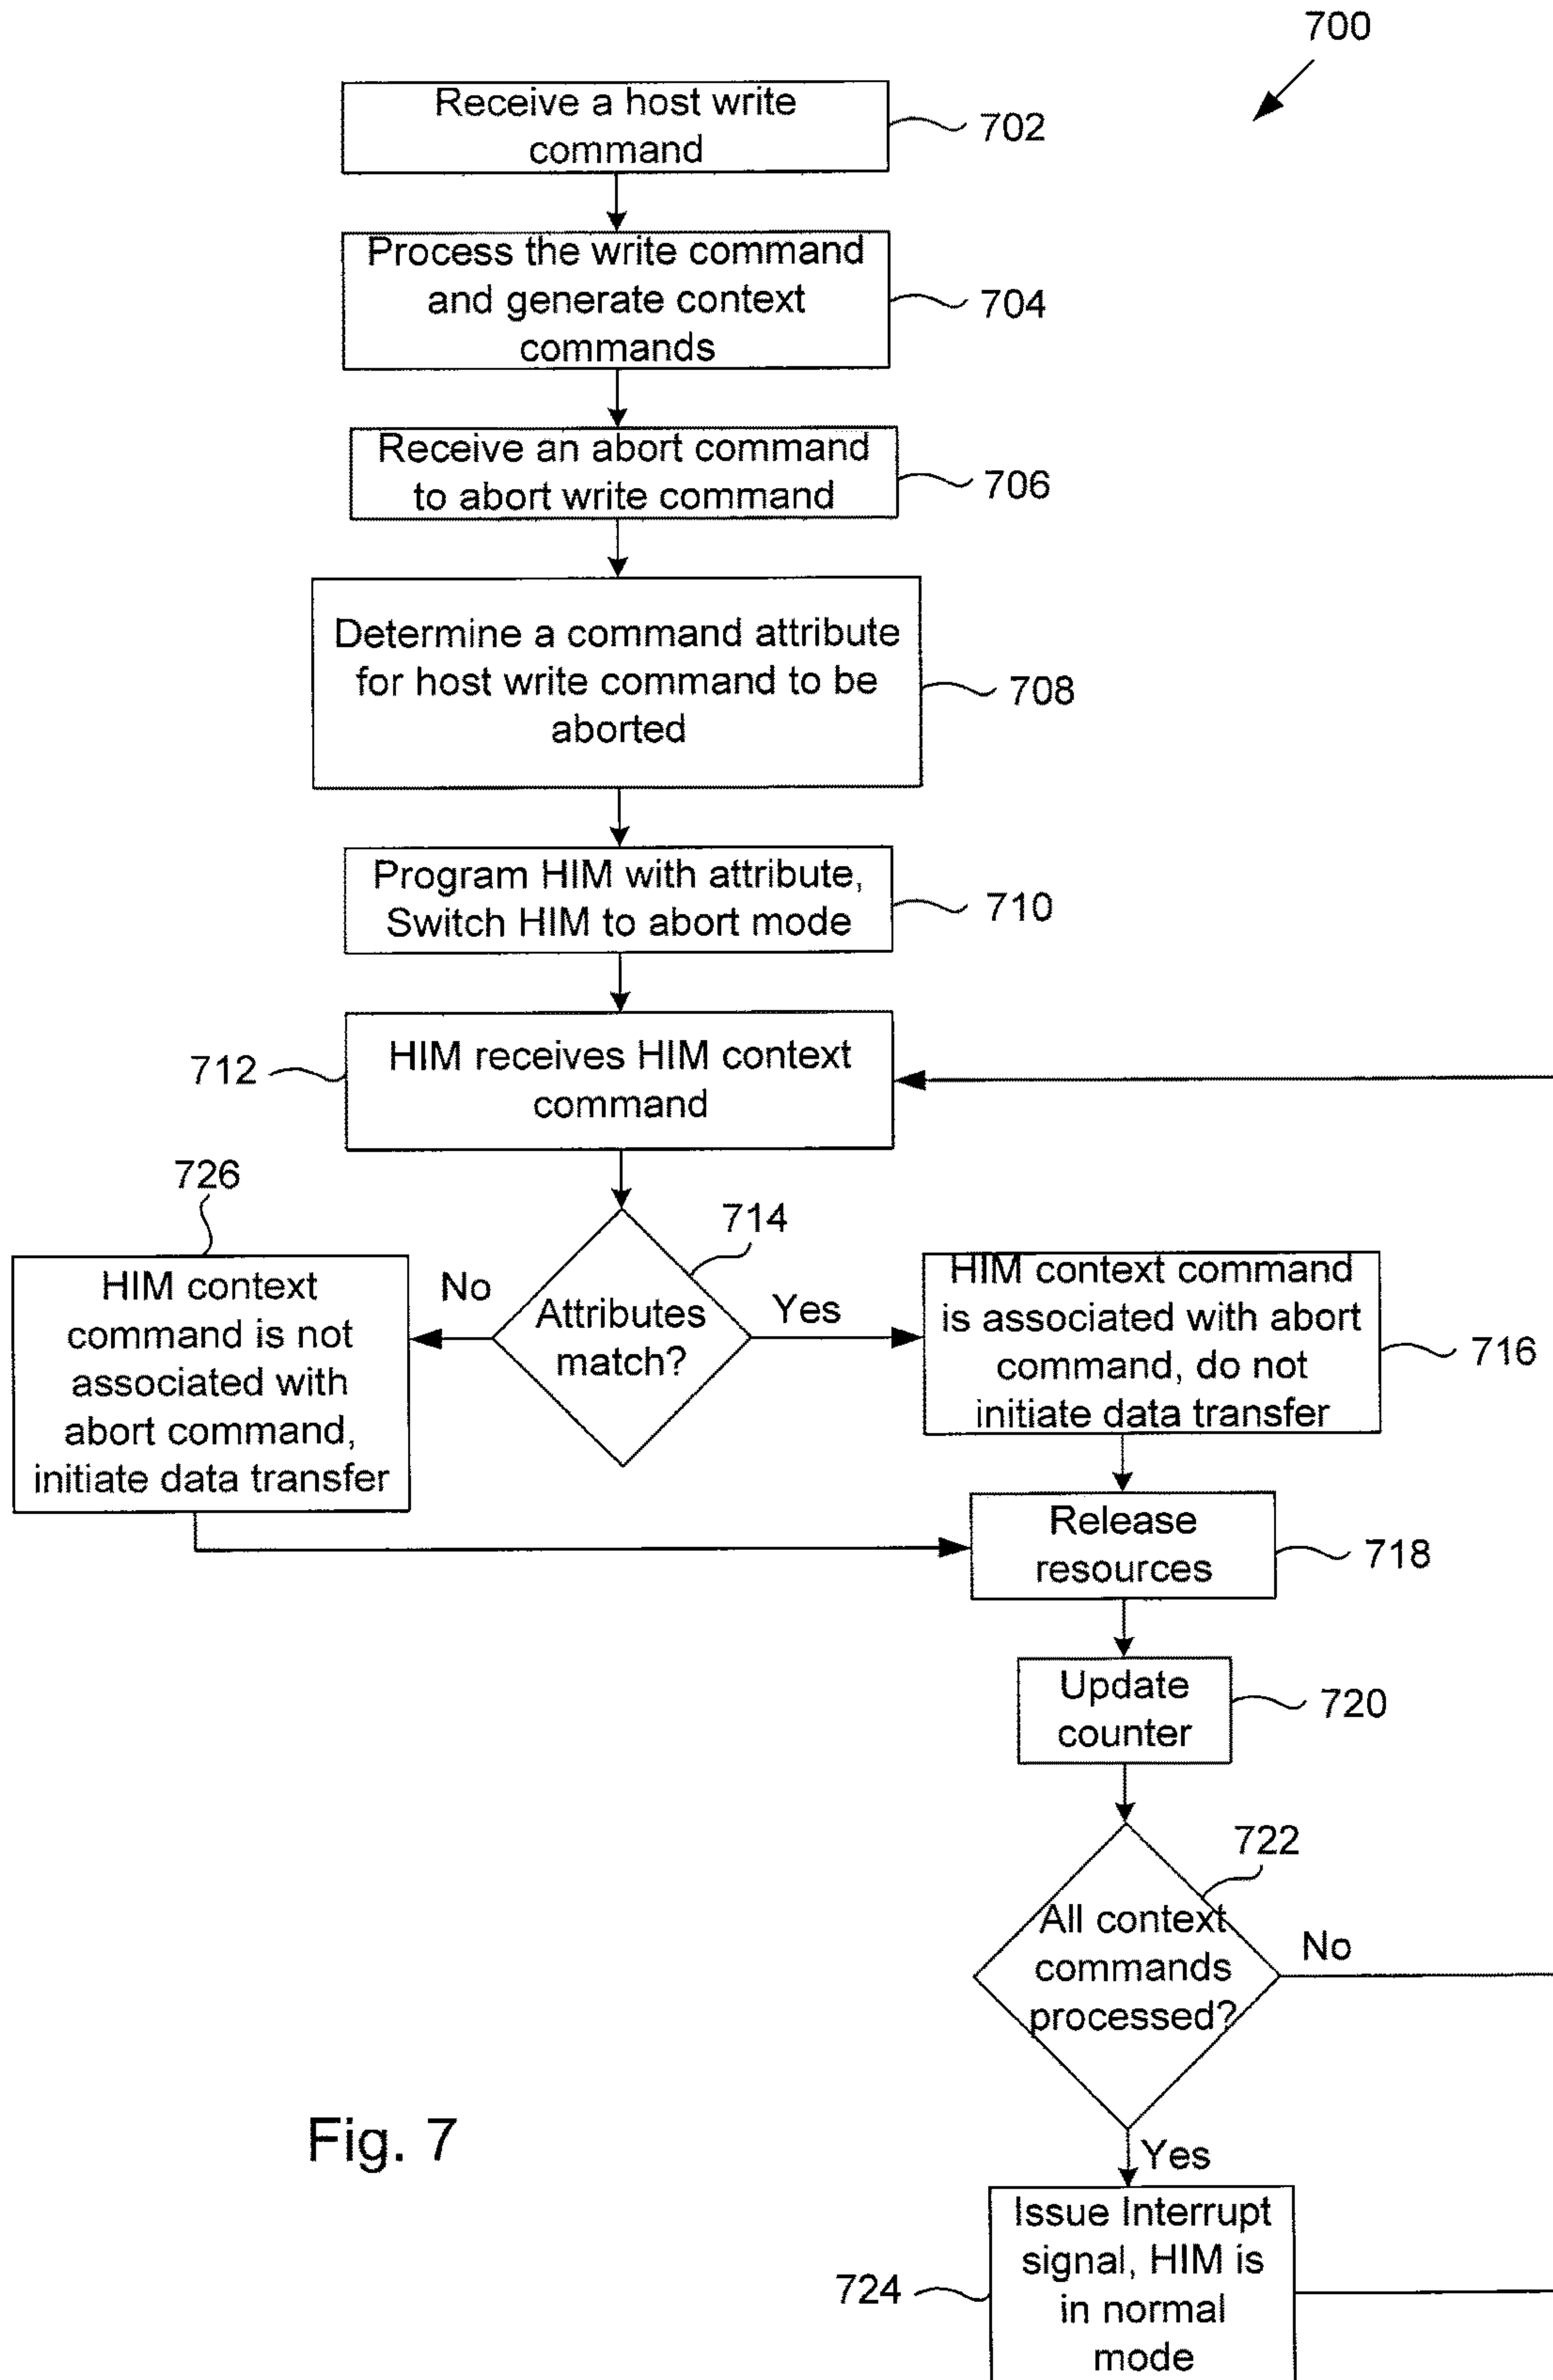 700
Receive a host write
command
702
Process the write command
and generate context
commands
704
Receive an abort command
to abort write command
706
Determine a command attribute
for host write command to be
aborted
708
Program HIM with attribute,
Switch HIM to abort mode
710
HIM receives HIM context
command
712
726
714
HIM context
command is not
associated with
abort command,
initiate data transfer
No
Attributes
match?
Yes
HIM context command
is associated with abort
command, do not
initiate data transfer
716
Release
resources
718
Update
counter
720
722
All context
commands
processed?
No
Yes
Fig. 7
Issue Interrupt
signal, HIM is
in normal
mode
724